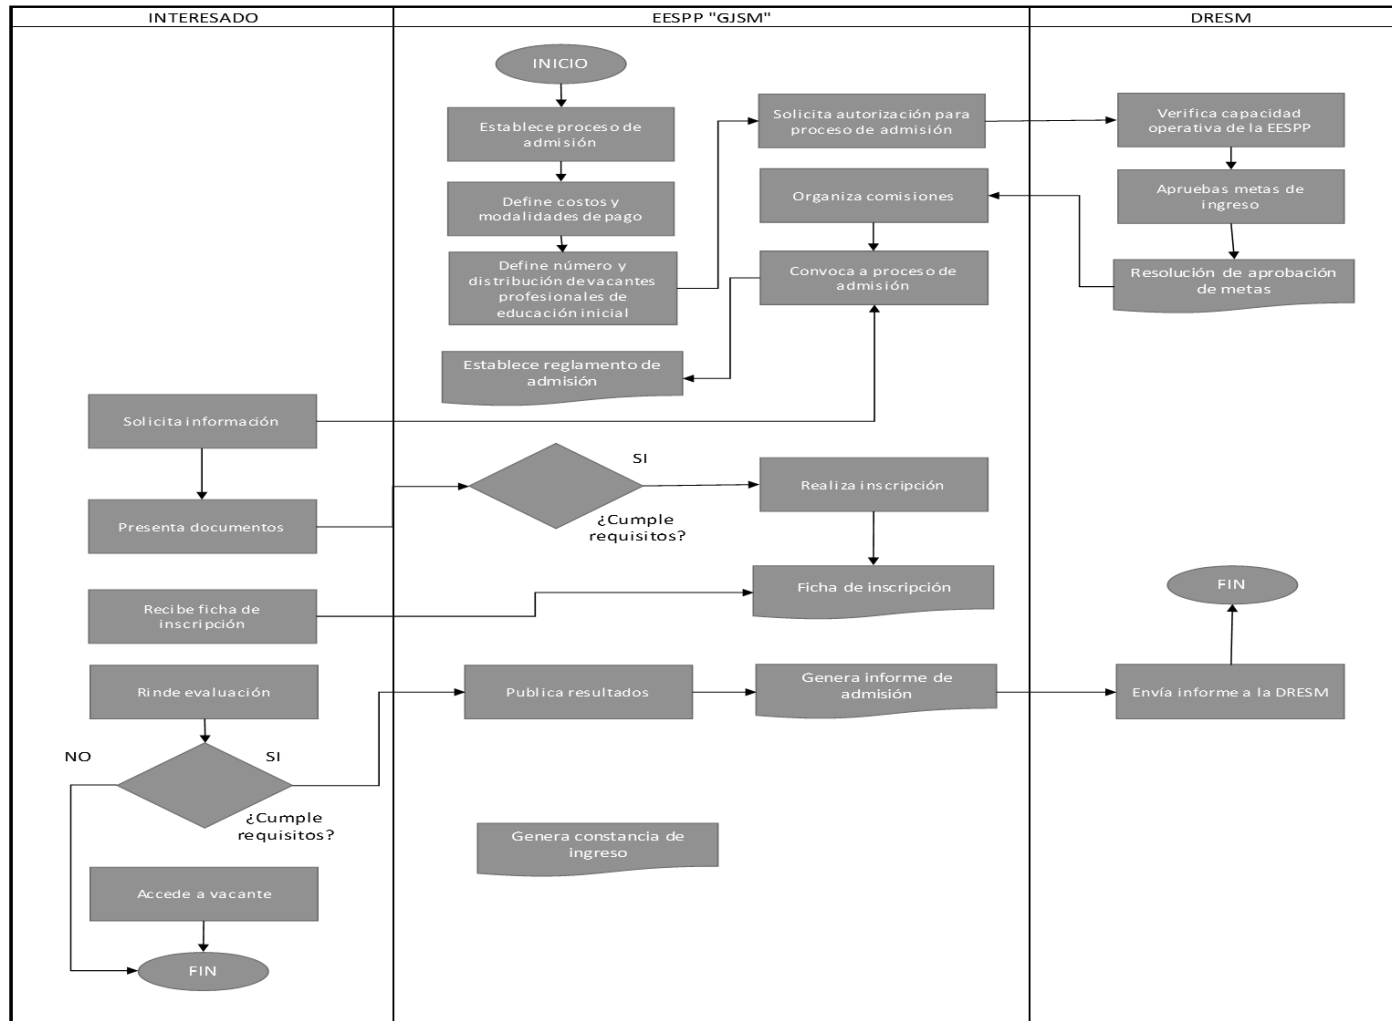 INTERESADO
EESPP "GJSM"
DRESM
INICIO
Establece proceso de
admisión
Define costos y
modalidades de pago
Define número y
distribución de vacantes
profesionales de
educación inicial
Solicita autorización para
proceso de admisión
Verifica capacidad
operativa de la EESPP
Apruebas metas de
ingreso
Resolución de aprobación
de metas
Organiza comisiones
Convoca a proceso de
admisión
Establece reglamento de
admisión
Solicita información
Presenta documentos
SI
¿Cumple
requisitos?
Realiza inscripción
Ficha de inscripción
Recibe ficha de
inscripción
Rinde evaluación
NO
SI
¿Cumple
requisitos?
Publica resultados
Genera informe de
admisión
Envía informe a la DRESM
FIN
Genera constancia de
ingreso
Accede a vacante
FIN